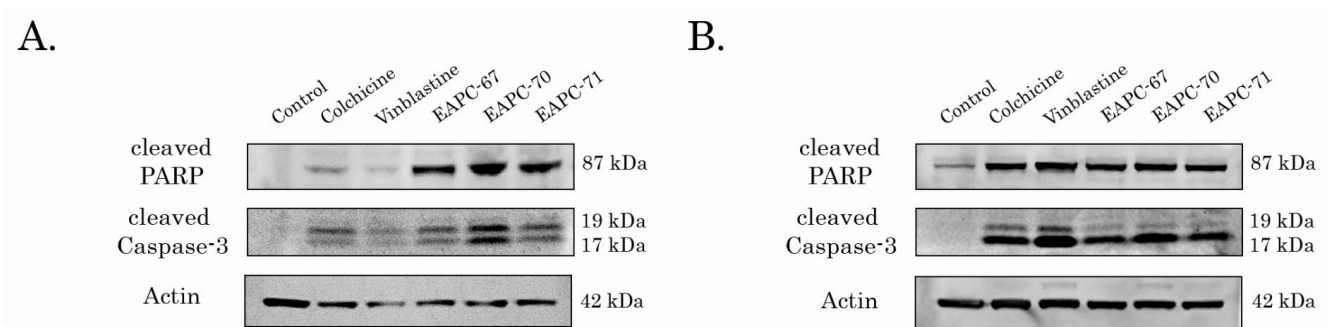 A.
Control
Colchicine
Vinblastine
EAPC-67
EAPC-70
EAPC-71
cleaved
PARP
87 kDa
cleaved
Caspase-3
19 kDa
17 kDa
Actin
42 kDa
B.
Control
Colchicine
Vinblastine
EAPC-67
EAPC-70
EAPC-71
cleaved
PARP
87 kDa
cleaved
Caspase-3
19 kDa
17 kDa
Actin
42 kDa